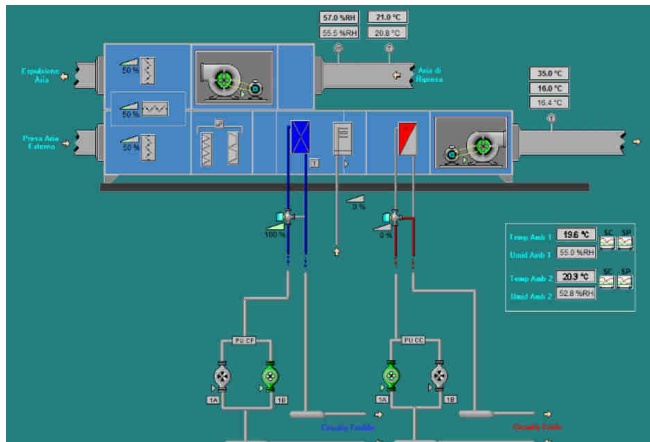 57.0 %RH
21.0 °C
55.5 %RH
20.8 °C
Espulsione
Aria
50 %
Aria di
Ripresa
35.0 °C
16.0 °C
16.4 °C
50 %
Presa Aria
Esterna
50 %
T
0 %
100 %
0 %
Temp Amb 1
19.6 °C
SC
SP
Umid Amb 1
55.0 %RH
Temp Amb 2
20.3 °C
SC
SP
Umid Amb 2
52.8 %RH
PU CF
PU CC
1A
1B
1A
1B
Circuito Freddo
Circuito Caldo